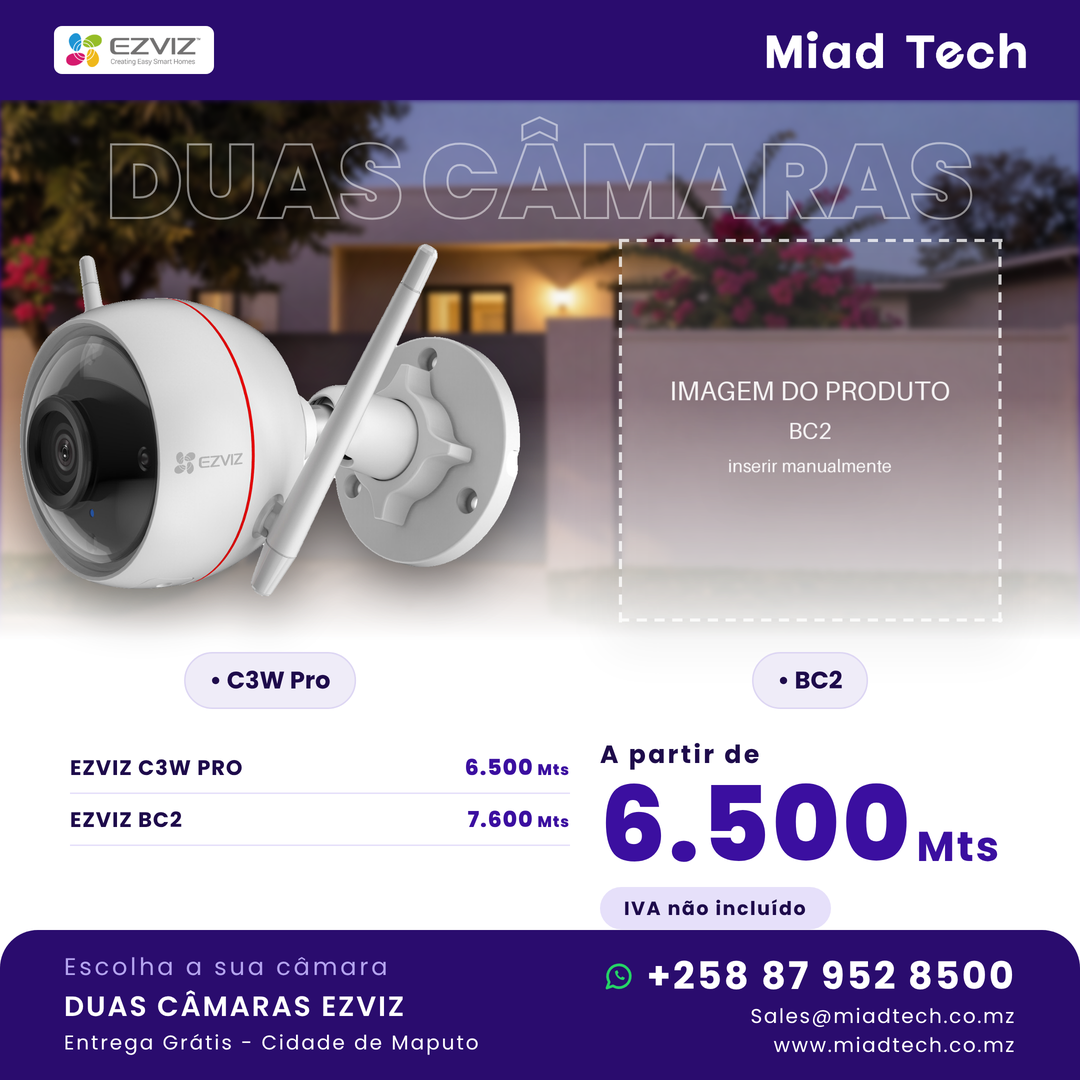 EZVIZ™
Creating Easy Smart Homes
Miad Tech
DUAS CÂMARAS
IMAGEM DO PRODUTO
BC2
inserir manualmente
EZVIZ
• C3W Pro
• BC2
EZVIZ C3W PRO 6.500 Mts
EZVIZ BC2 7.600 Mts
A partir de
6.500 Mts
IVA não incluído
Escolha a sua câmara
DUAS CÂMARAS EZVIZ
Entrega Grátis - Cidade de Maputo
+258 87 952 8500
Sales@miadtech.co.mz
www.miadtech.co.mz